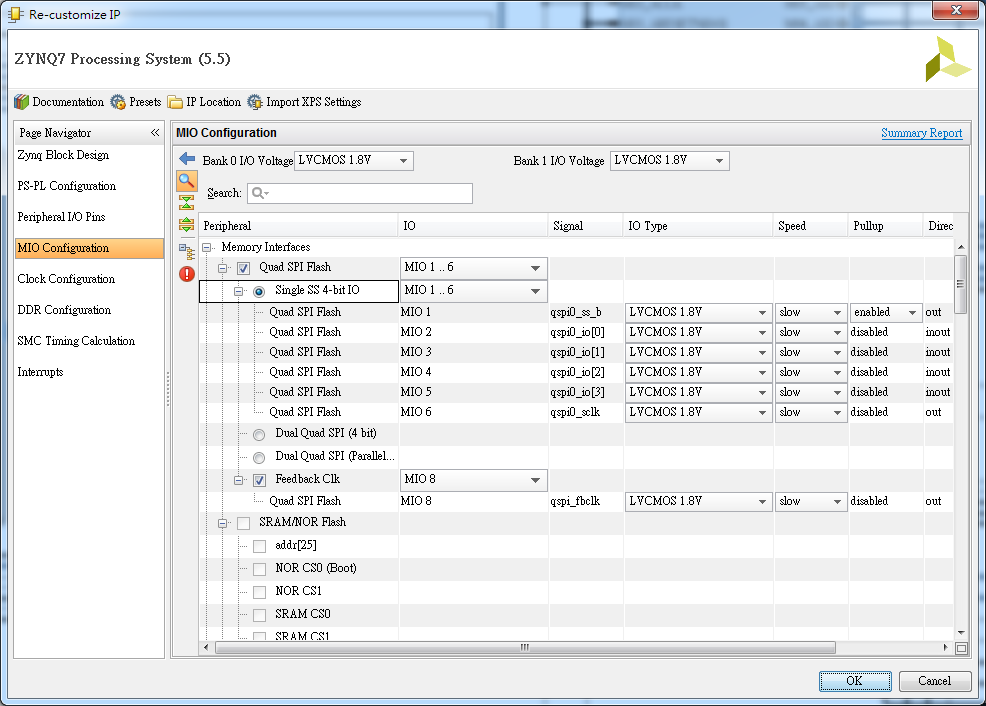 Re-customize IP
ZYNQ7 Processing System (5.5)
Documentation Presets IP Location Import XPS Settings
Page Navigator «
Zynq Block Design
PS-PL Configuration
Peripheral I/O Pins
MIO Configuration
Clock Configuration
DDR Configuration
SMC Timing Calculation
Interrupts
MIO Configuration Summary Report
Bank 0 I/O Voltage LVCMOS 1.8V Bank 1 I/O Voltage LVCMOS 1.8V
Search:
Peripheral IO Signal IO Type Speed Pullup Direc
Memory Interfaces
Quad SPI Flash MIO 1 .. 6
Single SS 4-bit IO MIO 1 .. 6
Quad SPI Flash MIO 1 qspi0_ss_b LVCMOS 1.8V slow enabled out
Quad SPI Flash MIO 2 qspi0_io[0] LVCMOS 1.8V slow disabled inout
Quad SPI Flash MIO 3 qspi0_io[1] LVCMOS 1.8V slow disabled inout
Quad SPI Flash MIO 4 qspi0_io[2] LVCMOS 1.8V slow disabled inout
Quad SPI Flash MIO 5 qspi0_io[3] LVCMOS 1.8V slow disabled inout
Quad SPI Flash MIO 6 qspi0_sclk LVCMOS 1.8V slow disabled out
Dual Quad SPI (4 bit)
Dual Quad SPI (Parallel...
Feedback Clk MIO 8
Quad SPI Flash MIO 8 qspi_fbclk LVCMOS 1.8V slow disabled out
SRAM/NOR Flash
addr[25]
NOR CS0 (Boot)
NOR CS1
SRAM CS0
SRAM CS1
OK Cancel